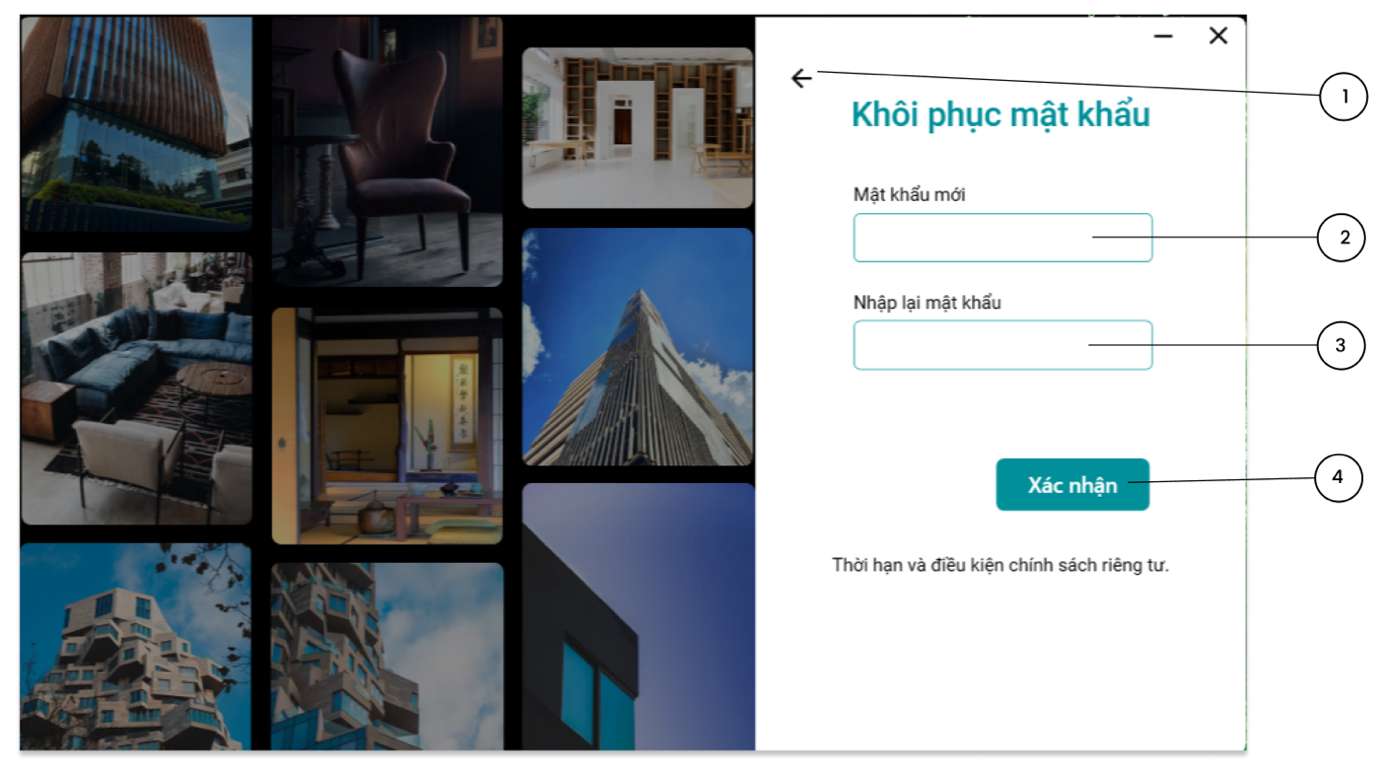 1
Khôi phục mật khẩu
Mật khẩu mới
2
Nhập lại mật khẩu
3
Xác nhận
4
Thời hạn và điều kiện chính sách riêng tư.